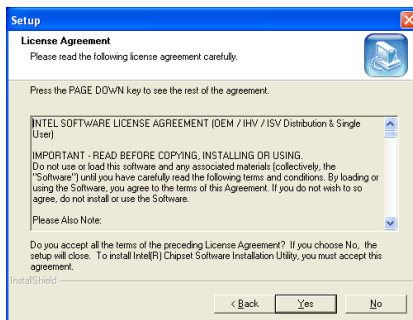 Setup
License Agreement
Please read the following license agreement carefully.
Press the PAGE DOWN key to see the rest of the agreement.
INTEL SOFTWARE LICENSE AGREEMENT (OEM / IHV / ISV Distribution & Single
User)
IMPORTANT - READ BEFORE COPYING, INSTALLING OR USING.
Do not use or load this software and any associated materials (collectively, the
"Software") until you have carefully read the following terms and conditions. By loading or
using the Software, you agree to the terms of this Agreement. If you do not wish to so
agree, do not install or use the Software.
Please Also Note:
Do you accept all the terms of the preceding License Agreement? If you choose No, the
setup will close. To install Intel(R) Chipset Software Installation Utility, you must accept this
agreement.
InstallShield
< Back Yes No